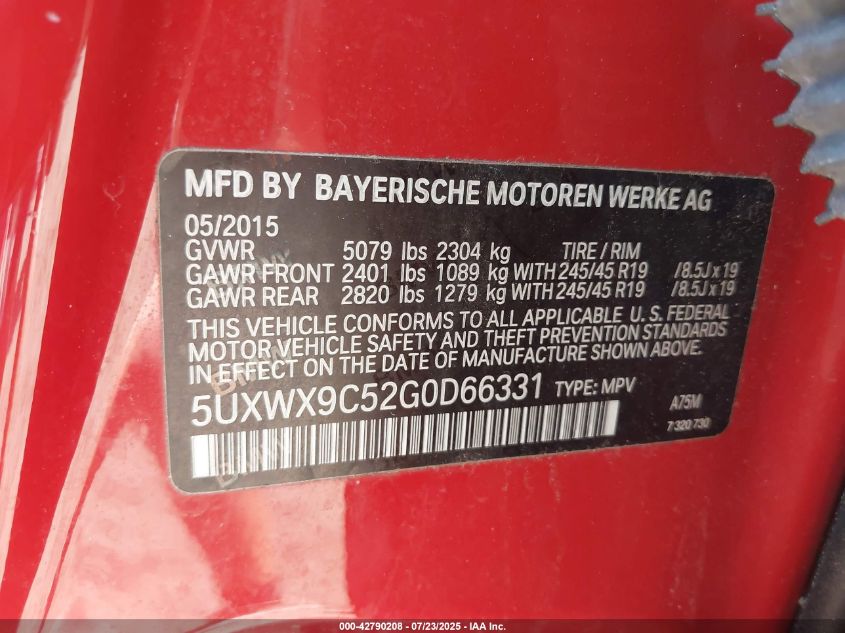 MFD BY BAYERISCHE MOTOREN WERKE AG
05/2015
GVWR 5079 lbs 2304 kg TIRE / RIM
GAWR FRONT 2401 lbs 1089 kg WITH 245/45 R19 /8.5J x 19
GAWR REAR 2820 lbs 1279 kg WITH 245/45 R19 /8.5J x 19
THIS VEHICLE CONFORMS TO ALL APPLICABLE U. S. FEDERAL
MOTOR VEHICLE SAFETY AND THEFT PREVENTION STANDARDS
IN EFFECT ON THE DATE OF MANUFACTURE SHOWN ABOVE.
5UXWX9C52G0D66331 TYPE: MPV A75M
7 320 730
000-42790208 - 07/23/2025 - IAA Inc.